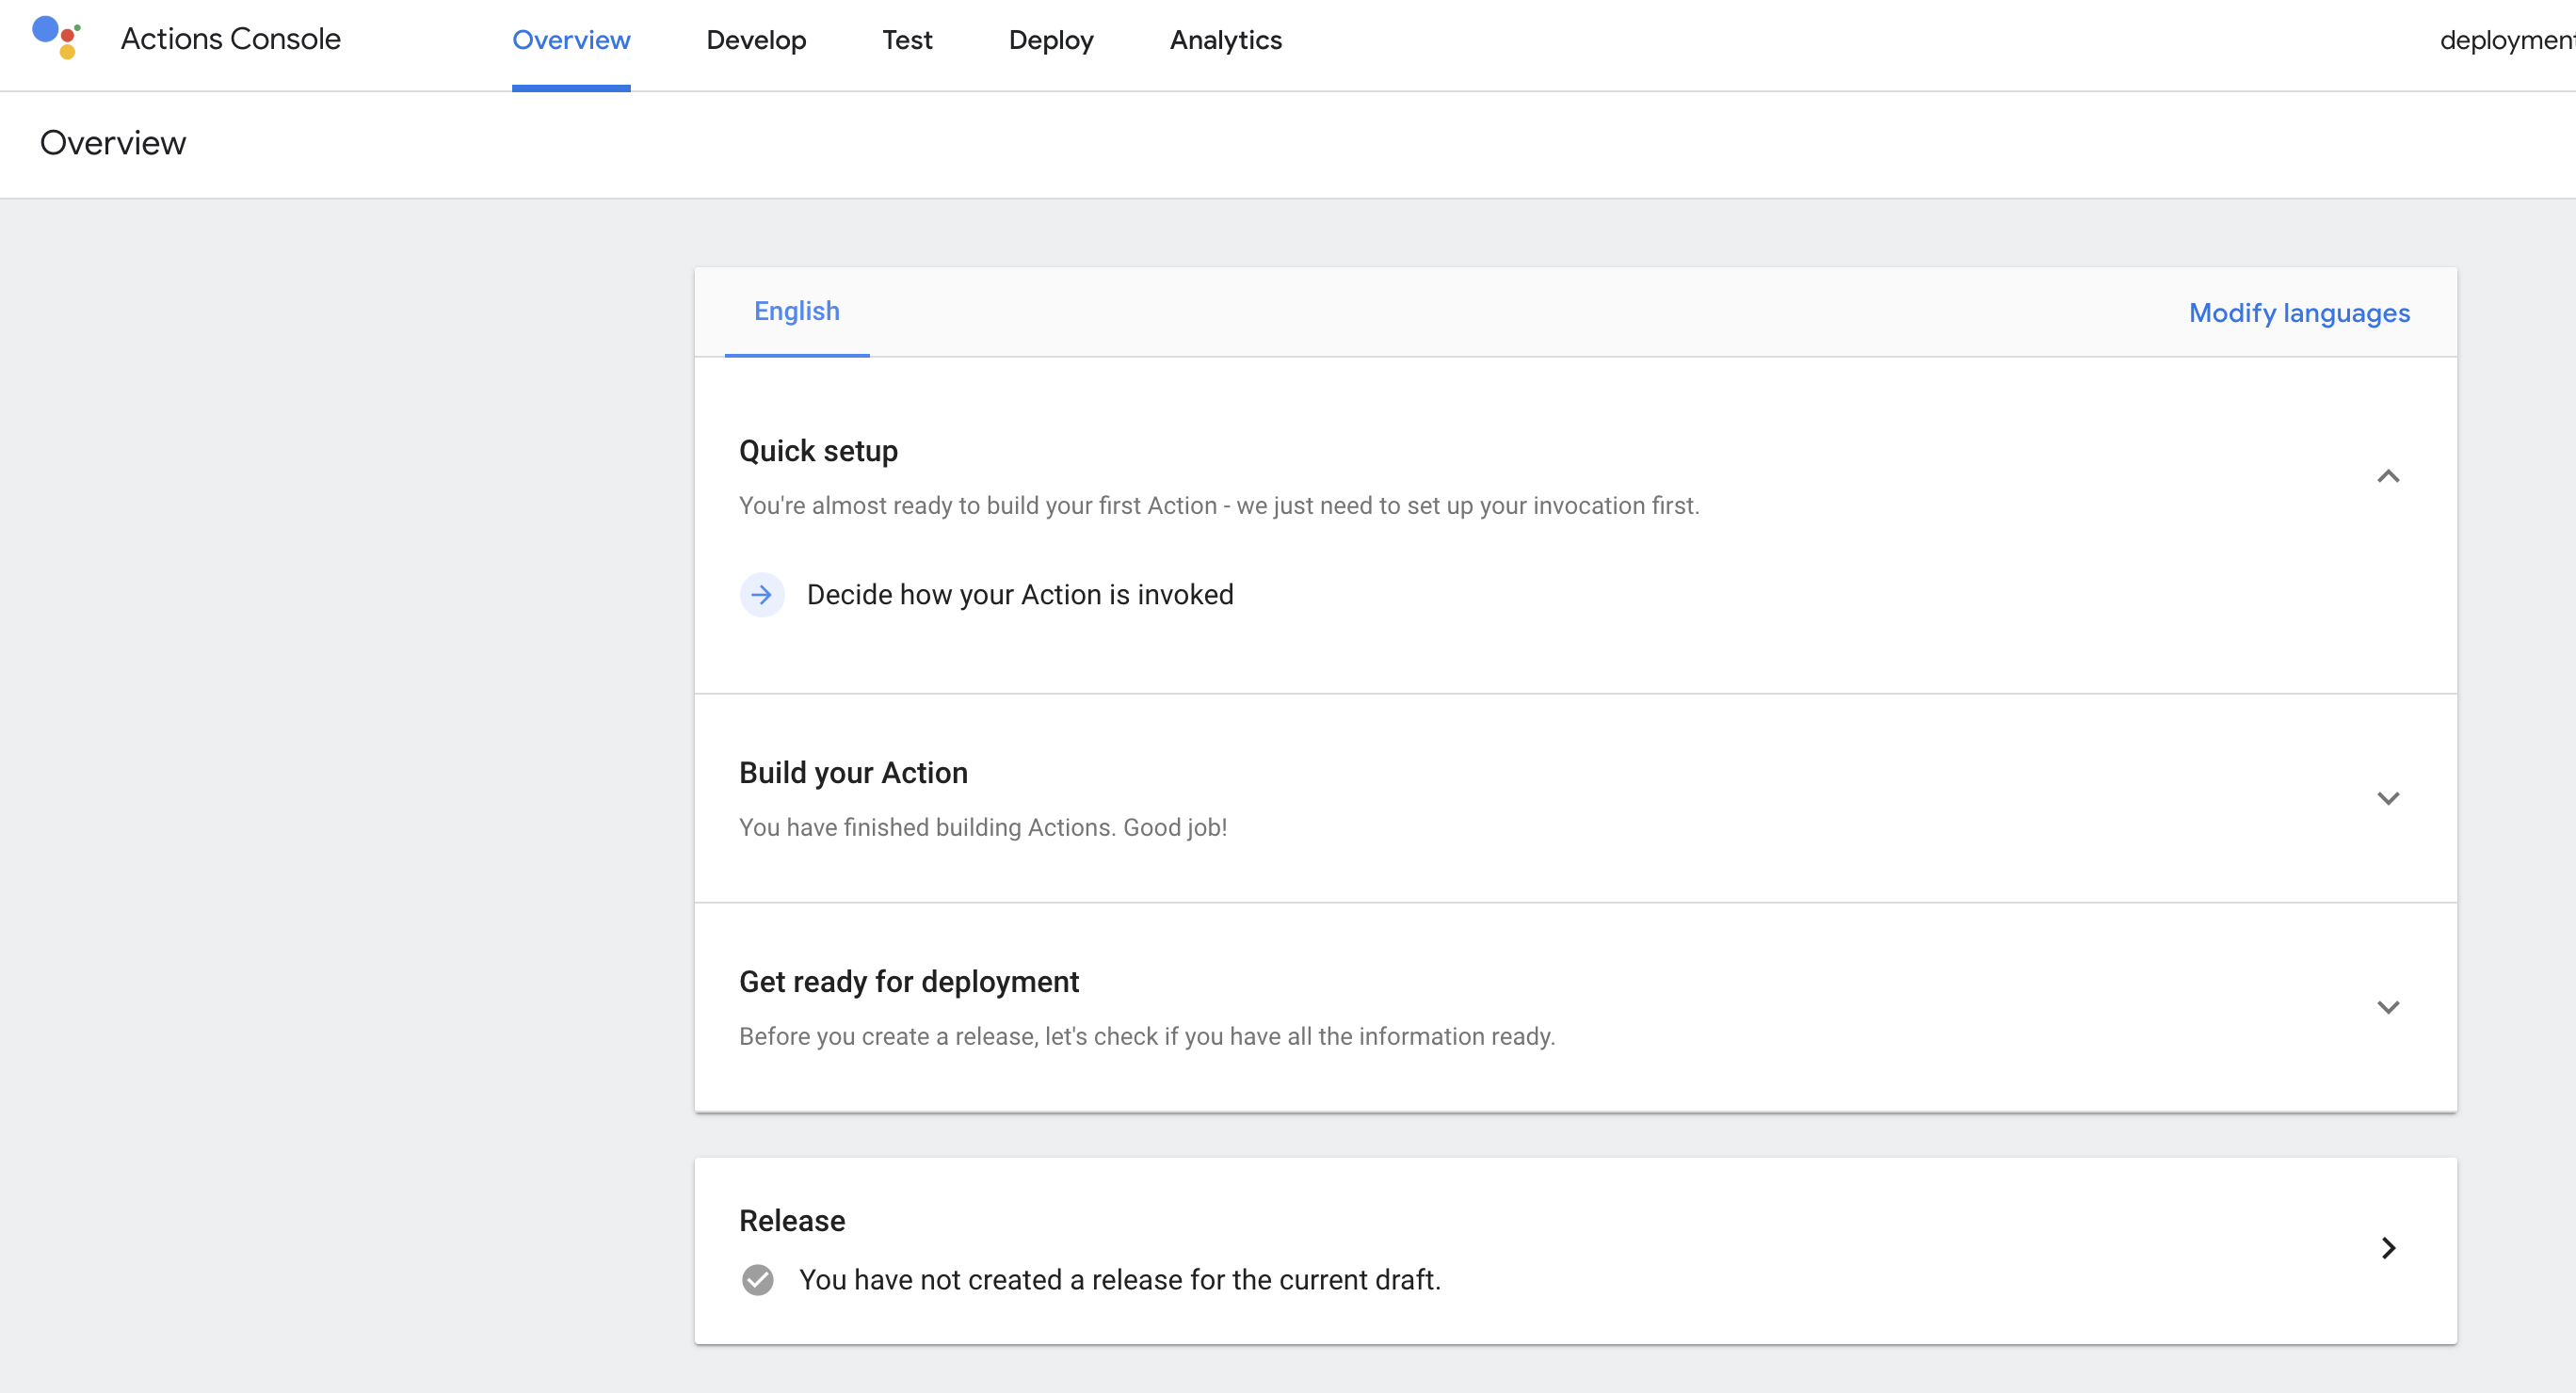 Actions Console
Overview
Develop
Test
Deploy
Analytics
Overview
English
Modify languages
Quick setup
You're almost ready to build your first Action - we just need to set up your invocation first.
Decide how your Action is invoked
Build your Action
You have finished building Actions. Good job!
Get ready for deployment
Before you create a release, let's check if you have all the information ready.
Release
You have not created a release for the current draft.